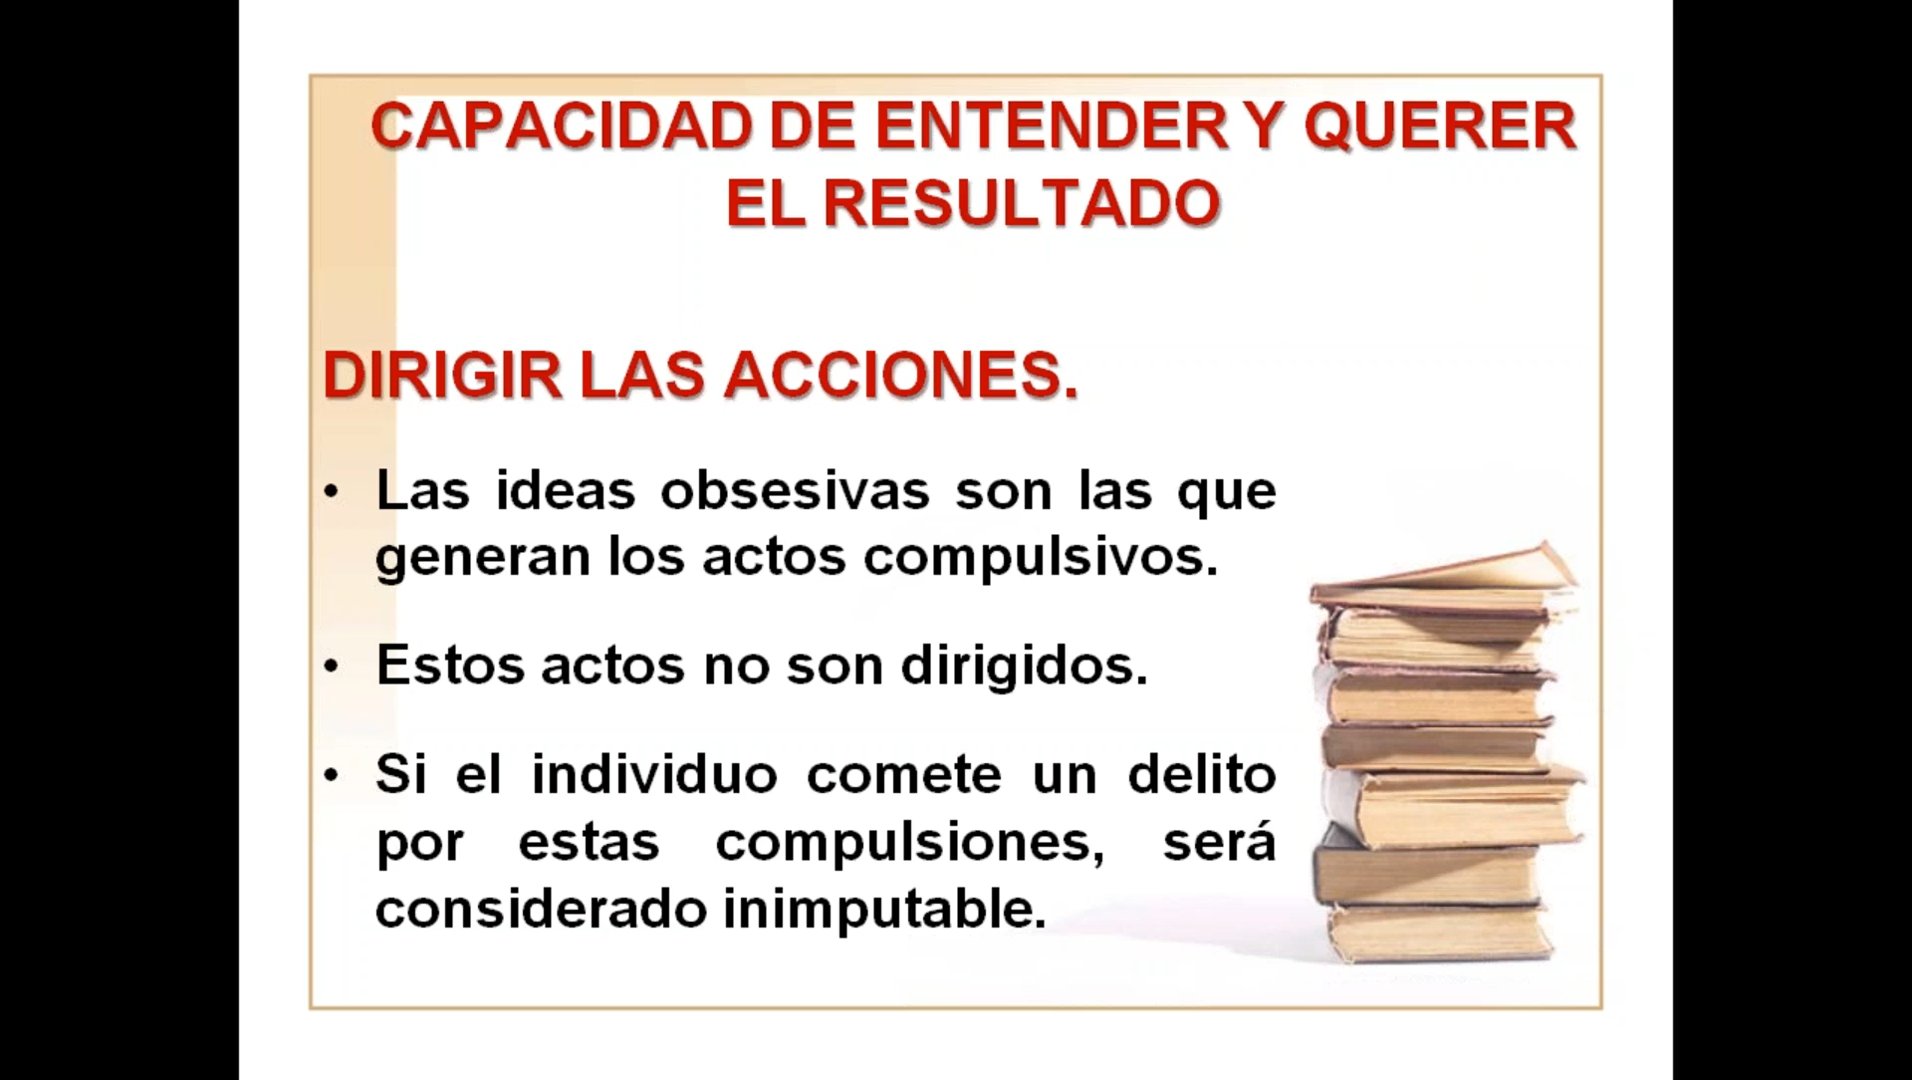 CAPACIDAD DE ENTENDER Y QUERER
EL RESULTADO
DIRIGIR LAS ACCIONES.
• Las ideas obsesivas son las que
generan los actos compulsivos.
• Estos actos no son dirigidos.
• Si el individuo comete un delito
por estas compulsiones, será
considerado inimputable.